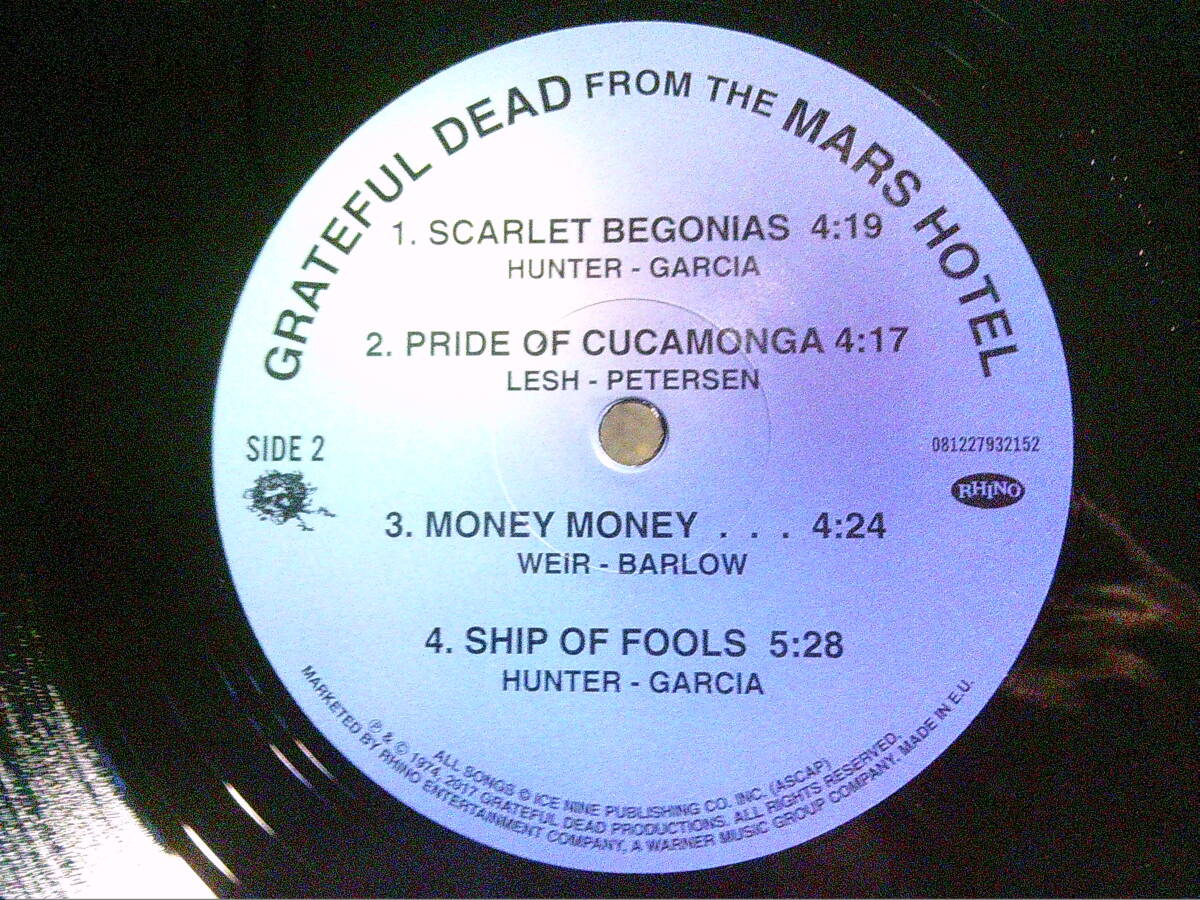 GRATEFUL DEAD FROM THE MARS HOTEL
1. SCARLET BEGONIAS 4:19
HUNTER - GARCIA
2. PRIDE OF CUCAMONGA 4:17
LESH - PETERSEN
SIDE 2
081227932152
RHINO
3. MONEY MONEY . . . 4:24
WEIR - BARLOW
4. SHIP OF FOOLS 5:28
HUNTER - GARCIA
ALL SONGS © ICE NINE PUBLISHING CO. INC. (ASCAP)
℗ & © 1974, 2017 GRATEFUL DEAD PRODUCTIONS. ALL RIGHTS RESERVED.
MARKETED BY RHINO ENTERTAINMENT COMPANY, A WARNER MUSIC GROUP COMPANY. MADE IN E.U.